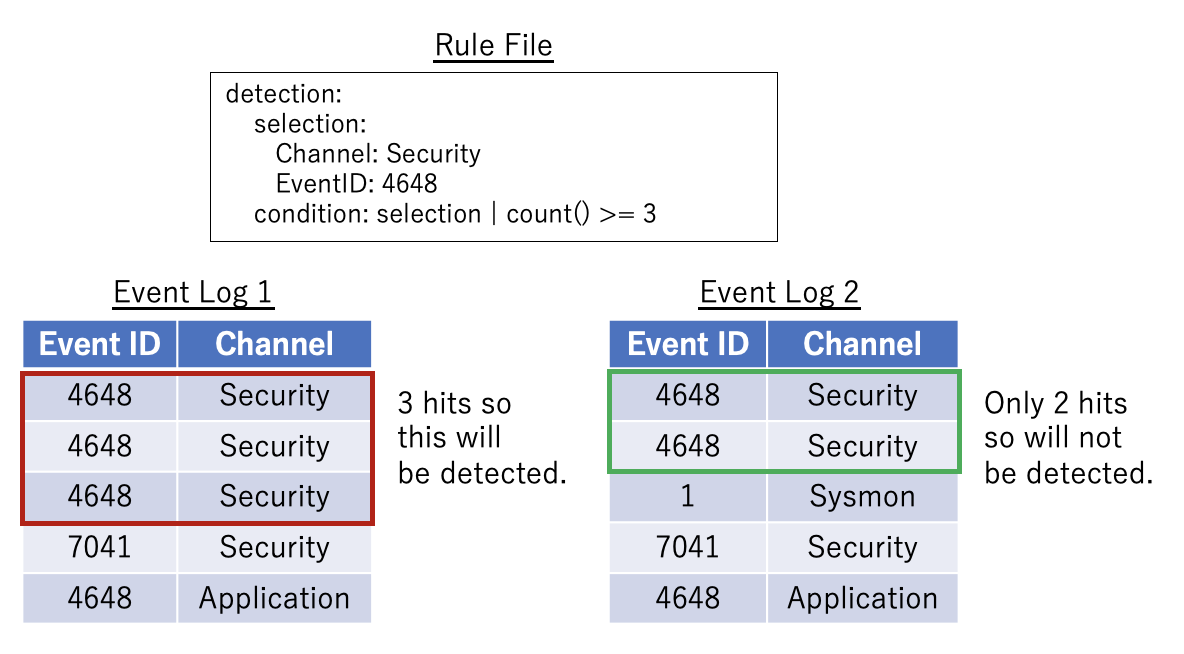 Rule File
detection:
selection:
Channel: Security
EventID: 4648
condition: selection | count() >= 3
Event Log 1
Event ID Channel
4648 Security
4648 Security
4648 Security
7041 Security
4648 Application
3 hits so
this will
be detected.
Event Log 2
Event ID Channel
4648 Security
4648 Security
1 Sysmon
7041 Security
4648 Application
Only 2 hits
so will not
be detected.